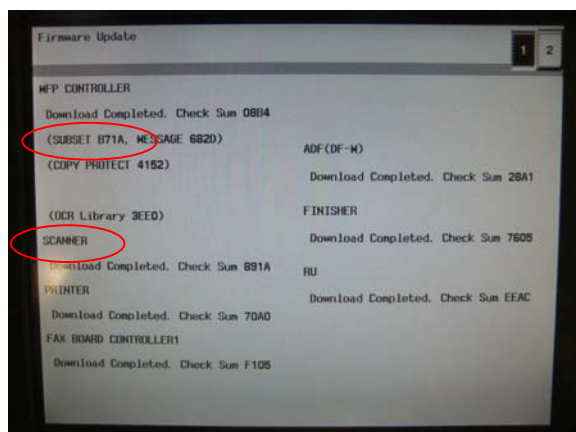 Firmware Update
1 2
MFP CONTROLLER
Download Completed. Check Sum 08B4
(SUBSET B71A, MESSAGE 682D)
(COPY PROTECT 4152)
(OCR Library 3EE0)
SCANNER
Download Completed. Check Sum 891A
PRINTER
Download Completed. Check Sum 70A0
FAX BOARD CONTROLLER1
Download Completed. Check Sum F105
ADF(DF-M)
Download Completed. Check Sum 28A1
FINISHER
Download Completed. Check Sum 7605
RU
Download Completed. Check Sum EEAC